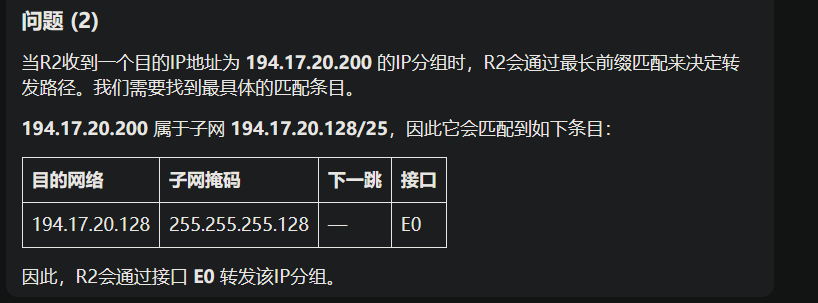 问题 (2)
当R2收到一个目的IP地址为 194.17.20.200 的IP分组时，R2会通过最长前缀匹配来决定转
发路径。我们需要找到最具体的匹配条目。
194.17.20.200 属于子网 194.17.20.128/25，因此它会匹配到如下条目：
目的网络 子网掩码 下一跳 接口
194.17.20.128 255.255.255.128 — E0
因此，R2会通过接口 E0 转发该IP分组。